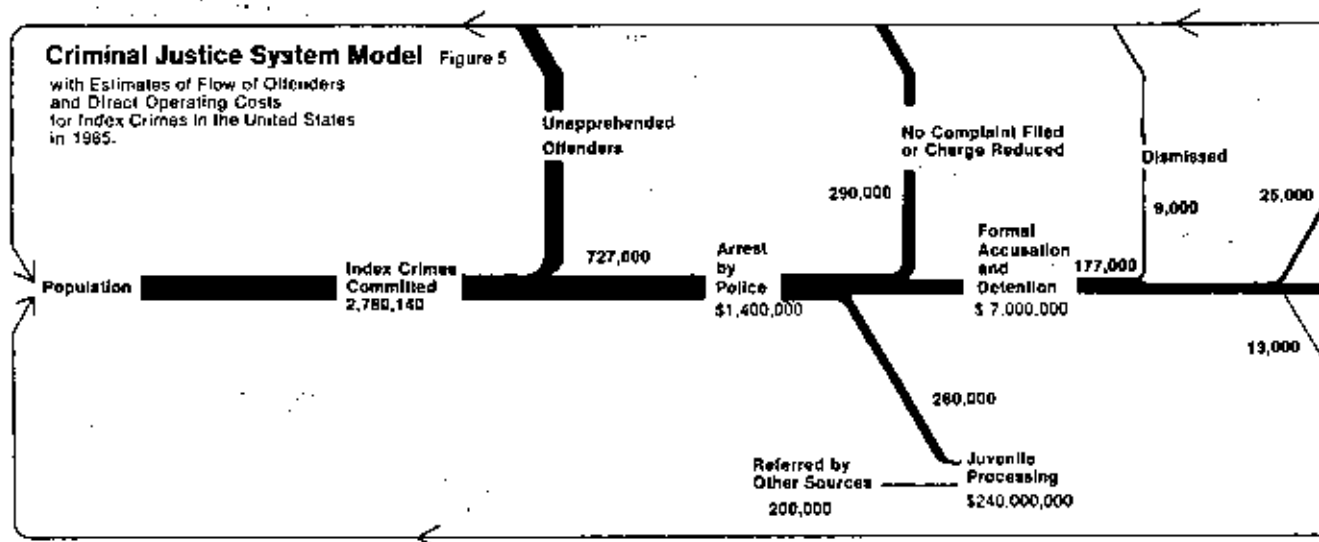 Criminal Justice System Model Figure 5
with Estimates of Flow of Offenders
and Direct Operating Costs
for Index Crimes in the United States
in 1965.
Unapprehended
Offenders
No Complaint Filed
or Charge Reduced
Dismissed
290,000
9,000
25,000
Population
Index Crimes
Committed
2,780,140
727,000
Arrest
by
Police
$1,400,000
Formal
Accusation
and
Detention
$ 7,000,000
177,000
13,000
260,000
Referred by
Other Sources
200,000
Juvenile
Processing
$240,000,000